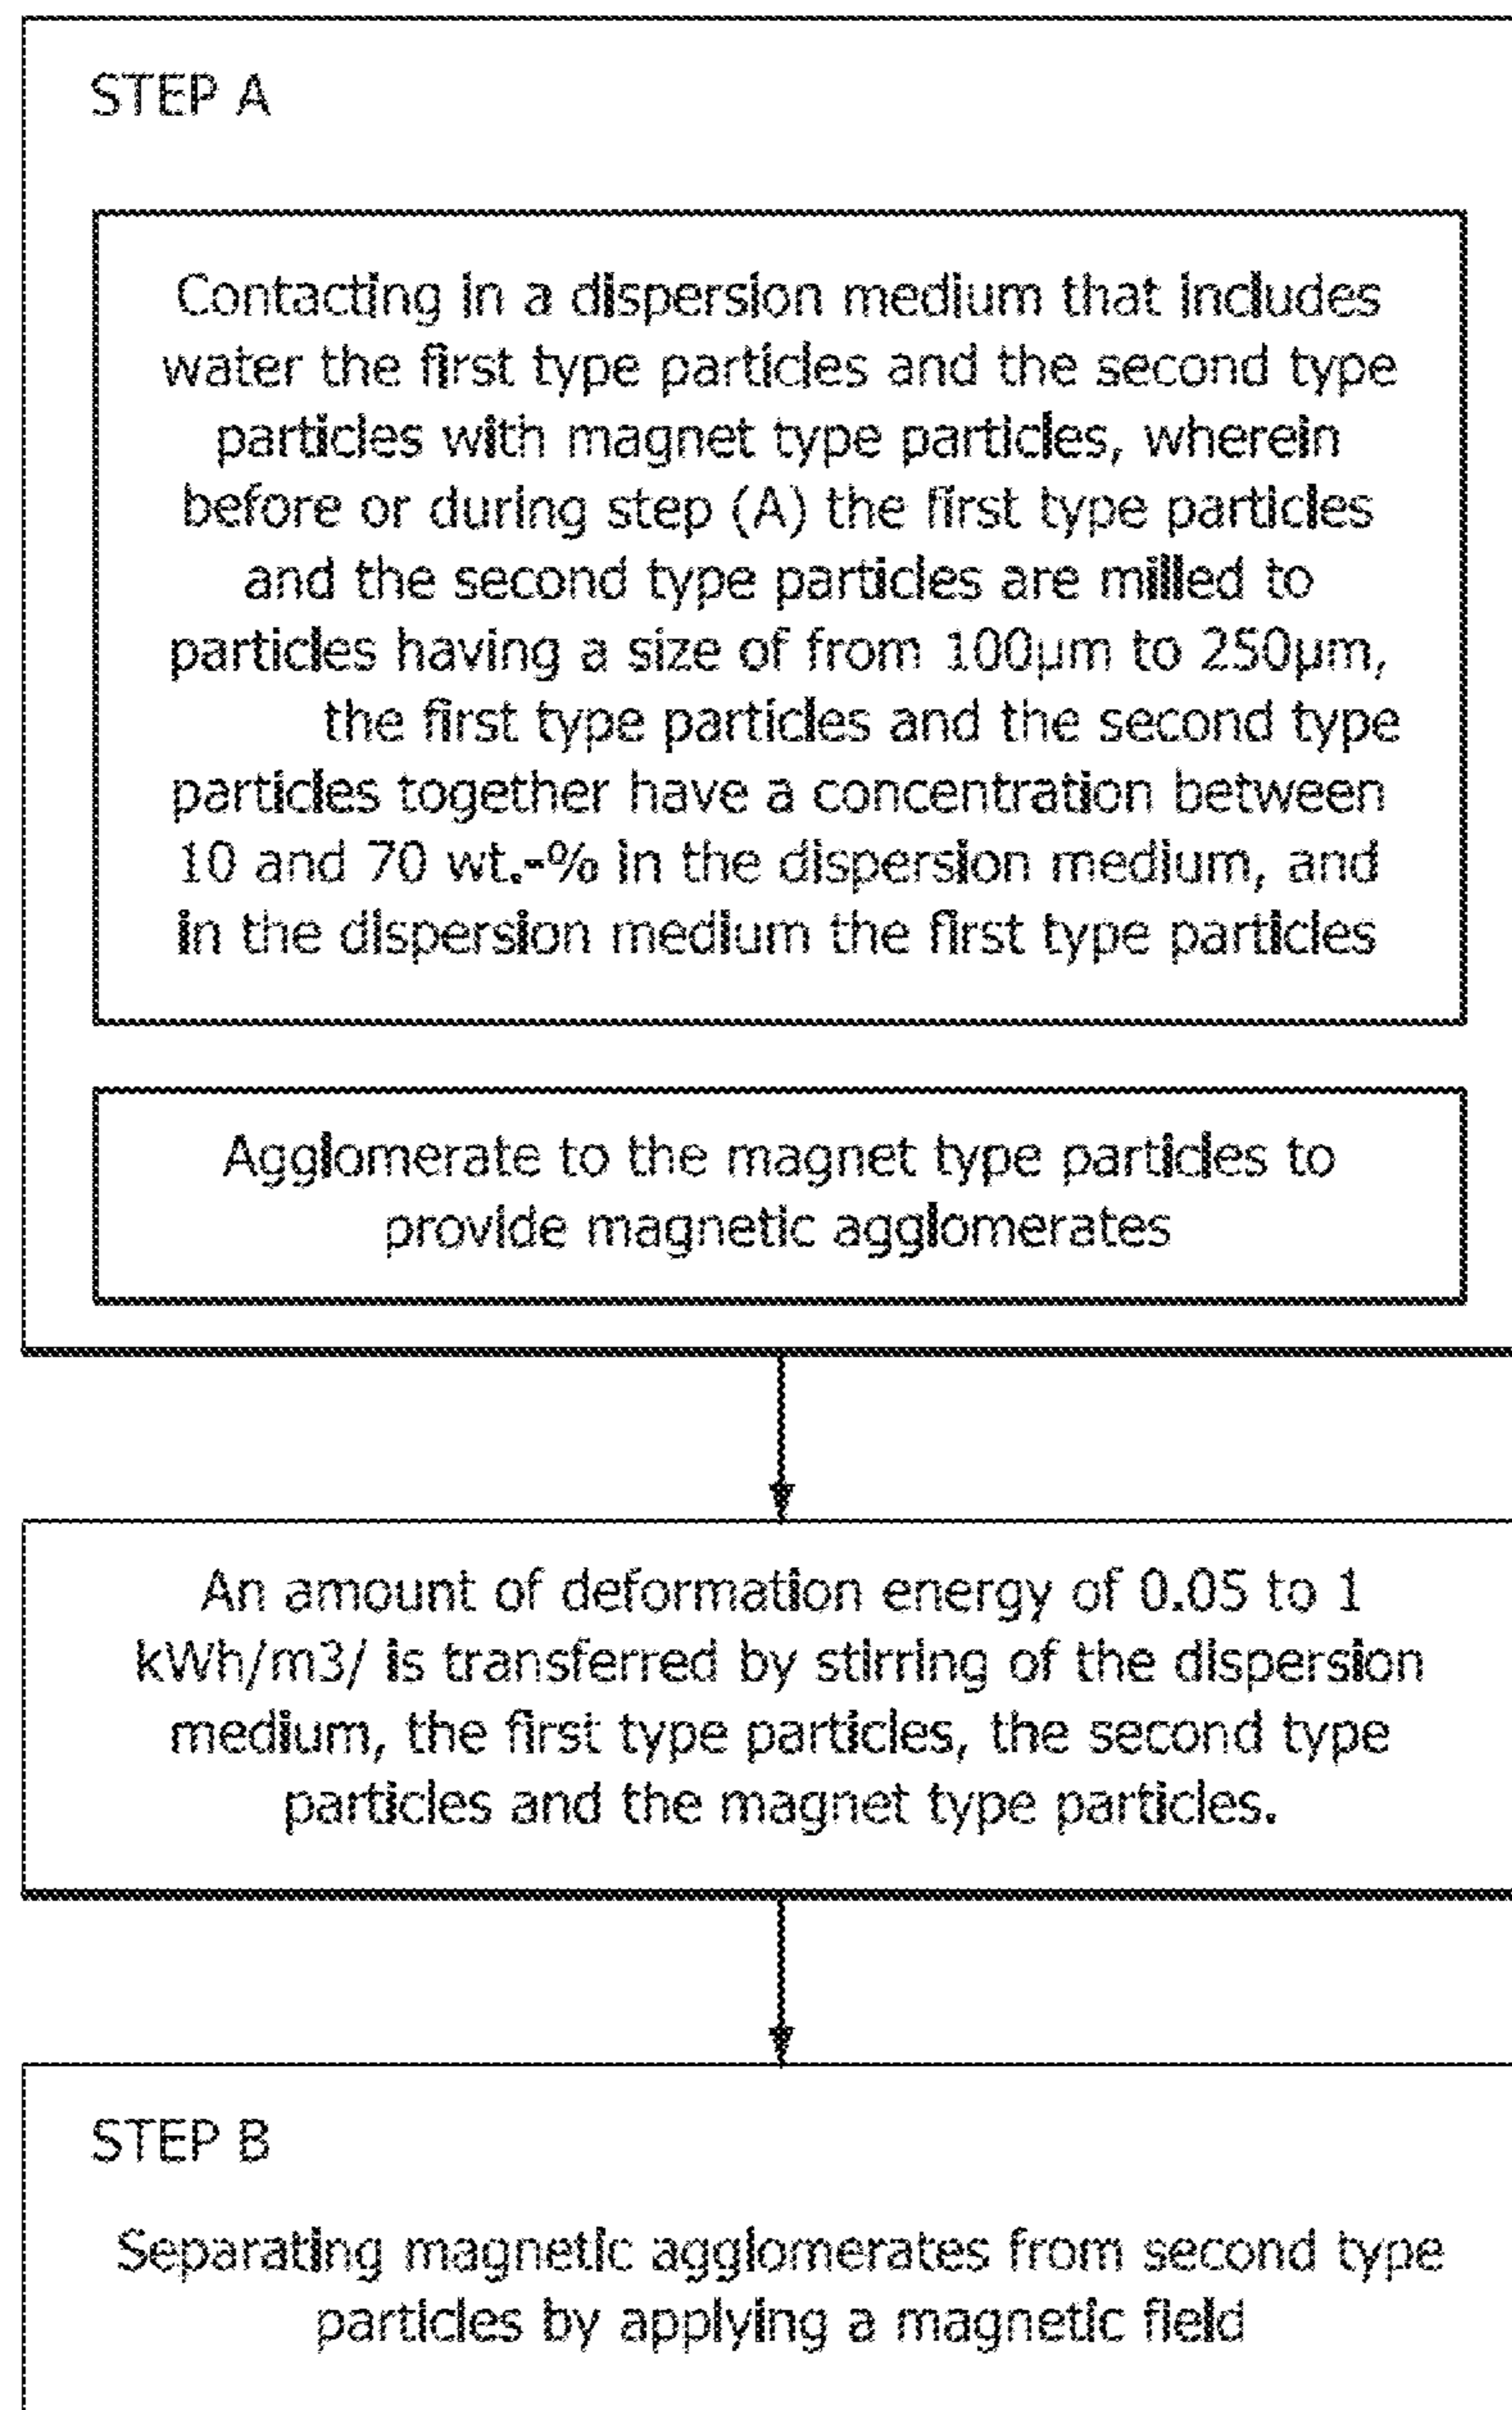 STEP A
Contacting in a dispersion medium that includes
water the first type particles and the second type
particles with magnet type particles, wherein
before or during step (A) the first type particles
and the second type particles are milled to
particles having a size of from 100µm to 250µm,
the first type particles and the second type
particles together have a concentration between
10 and 70 wt.-% in the dispersion medium, and
in the dispersion medium the first type particles
Agglomerate to the magnet type particles to
provide magnetic agglomerates
An amount of deformation energy of 0.05 to 1
kWh/m3/ is transferred by stirring of the dispersion
medium, the first type particles, the second type
particles and the magnet type particles.
STEP B
Separating magnetic agglomerates from second type
particles by applying a magnetic field